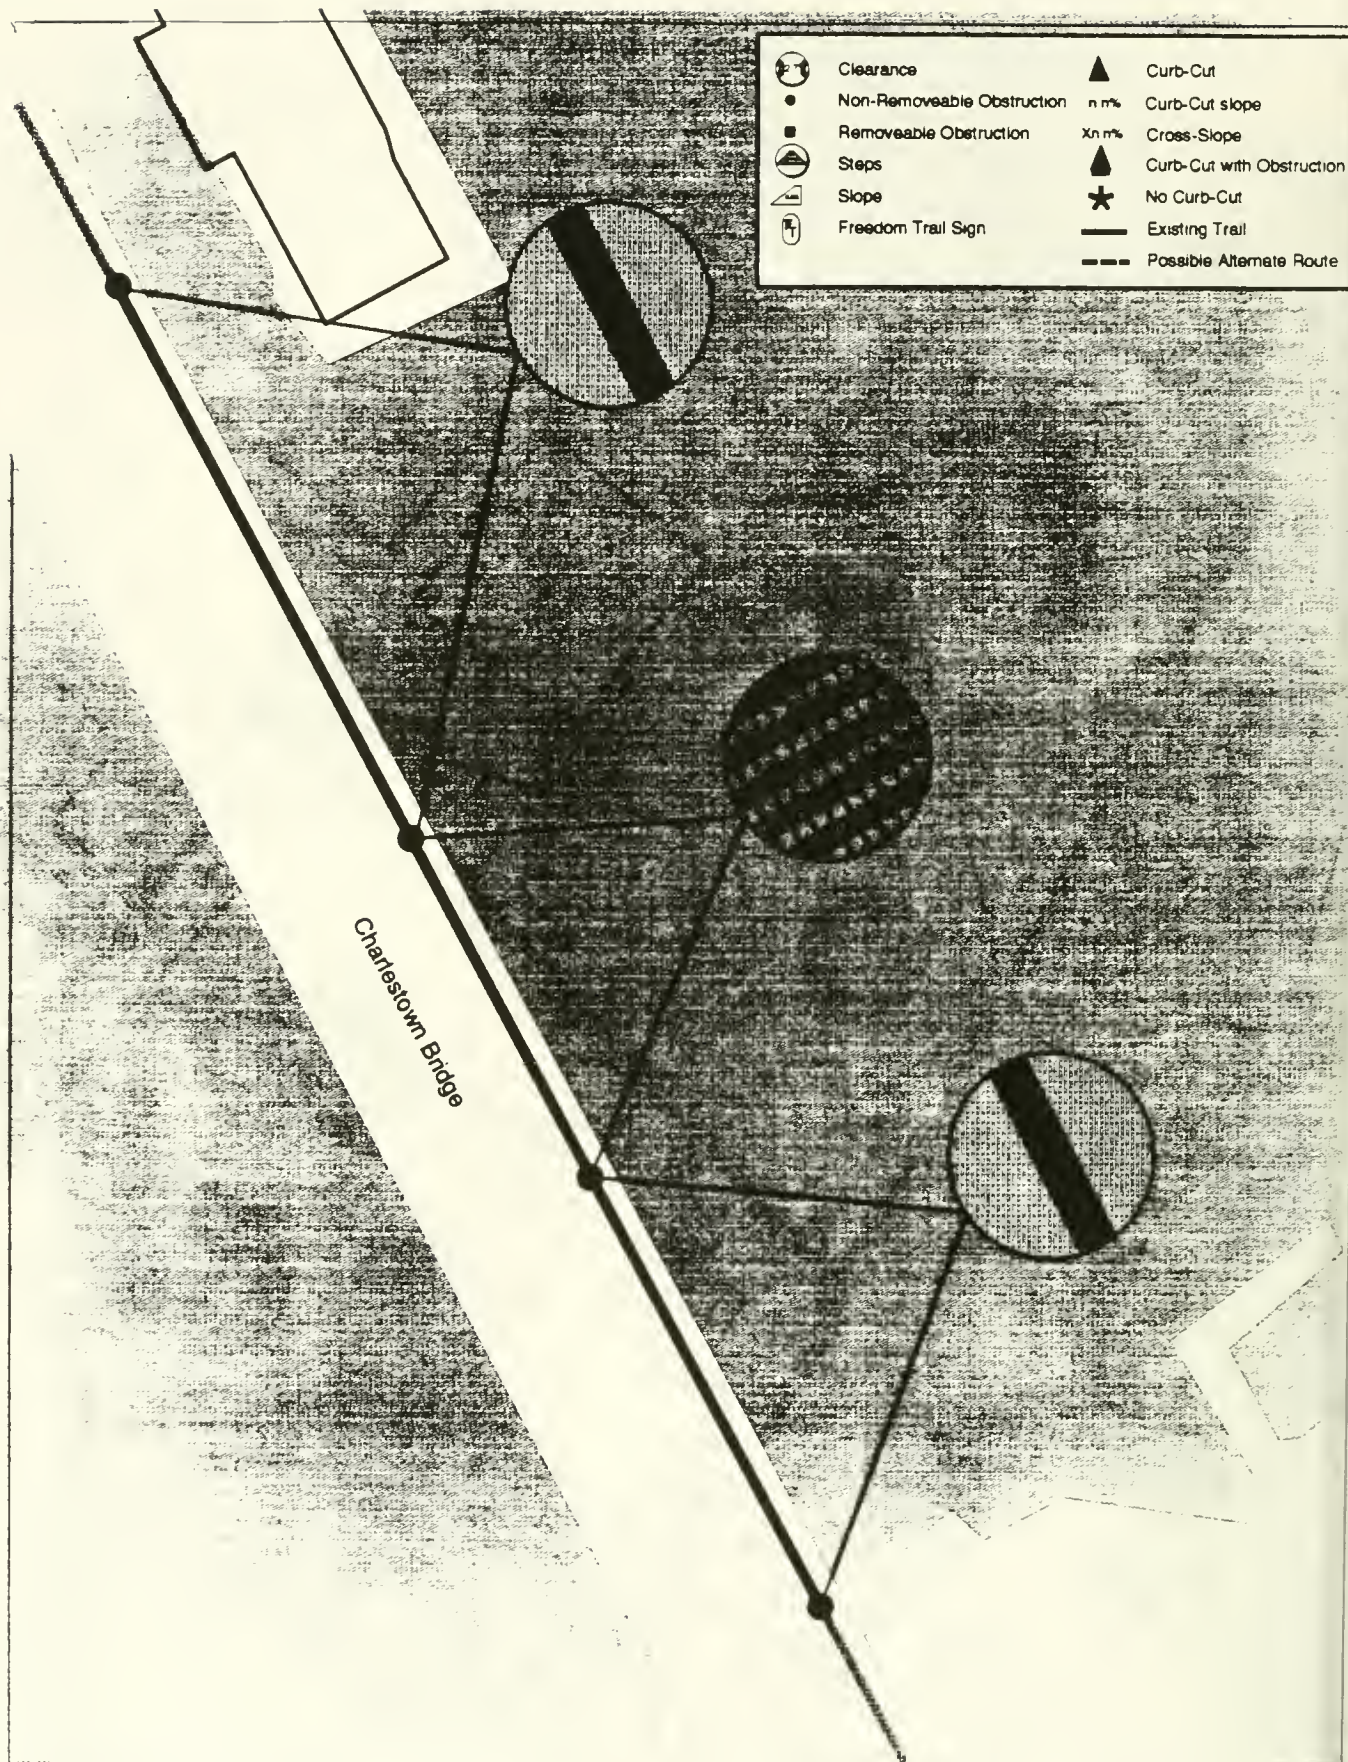 Clearance
Non-Removeable Obstruction
Removeable Obstruction
Steps
Slope
Freedom Trail Sign
Curb-Cut
n n% Curb-Cut slope
Xn n% Cross-Slope
Curb-Cut with Obstruction
No Curb-Cut
Existing Trail
Possible Alternate Route
Charlestown Bridge